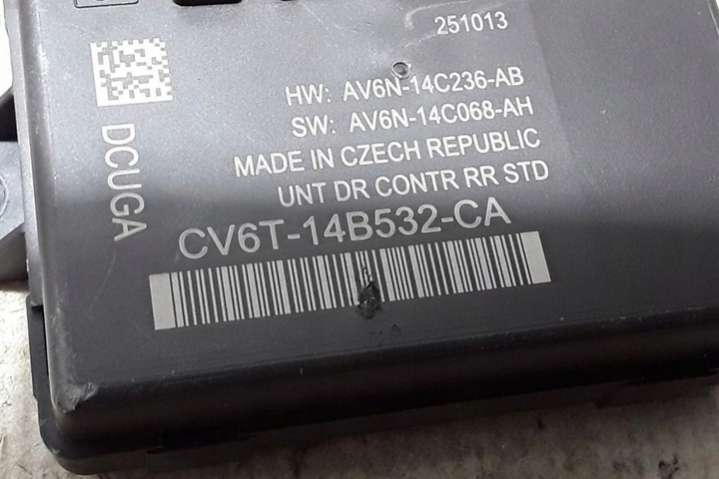 251013
HW: AV6N-14C236-AB
SW: AV6N-14C068-AH
MADE IN CZECH REPUBLIC
UNT DR CONTR RR STD
DCUGA
CV6T-14B532-CA